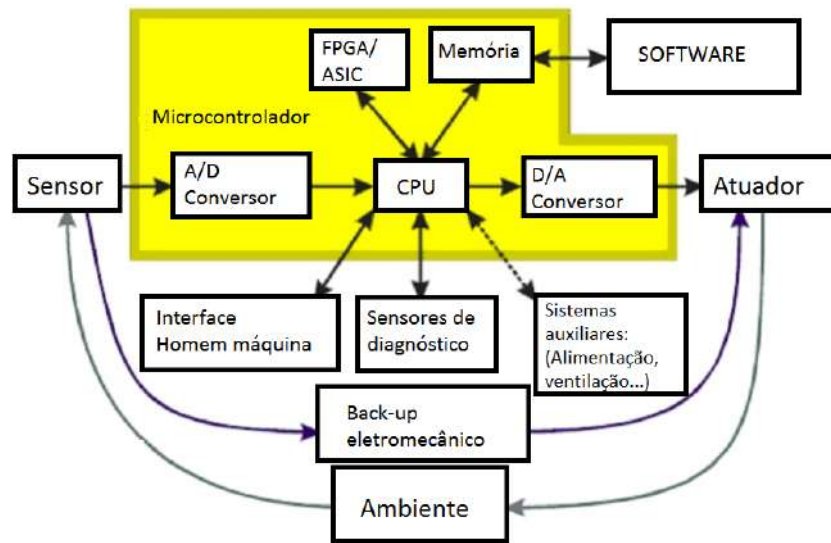 FPGA/
ASIC
Memória
SOFTWARE
Microcontrolador
Sensor
A/D
Conversor
CPU
D/A
Conversor
Atuador
Interface
Homem máquina
Sensores de
diagnóstico
Sistemas
auxiliares:
(Alimentação,
ventilação...)
Back-up
eletromecânico
Ambiente